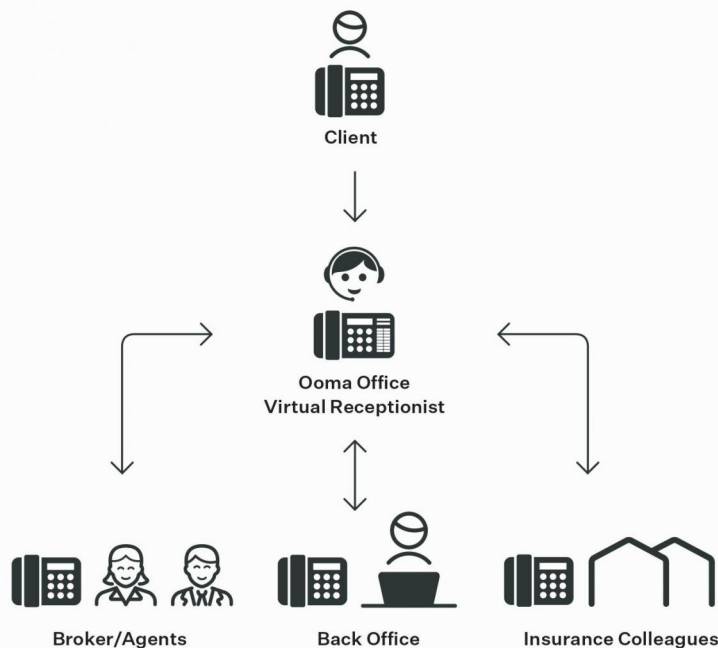 Client
Ooma Office
Virtual Receptionist
Broker/Agents
Back Office
Insurance Colleagues